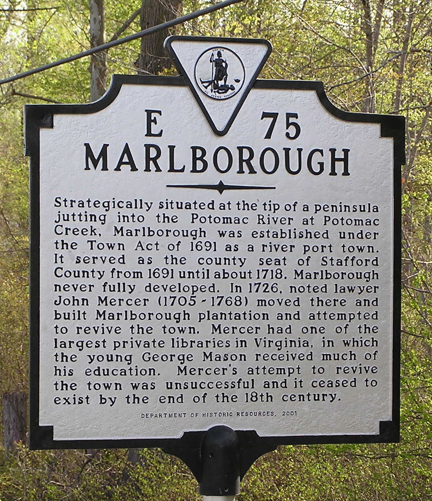 E 75
MARLBOROUGH
Strategically situated at the tip of a peninsula
jutting into the Potomac River at Potomac
Creek, Marlborough was established under
the Town Act of 1691 as a river port town.
It served as the county seat of Stafford
County from 1691 until about 1718. Marlborough
never fully developed. In 1726, noted lawyer
John Mercer (1705-1768) moved there and
built Marlborough plantation and attempted
to revive the town. Mercer had one of the
largest private libraries in Virginia, in which
the young George Mason received much of
his education. Mercer's attempt to revive
the town was unsuccessful and it ceased to
exist by the end of the 18th century.
DEPARTMENT OF HISTORIC RESOURCES, 2001